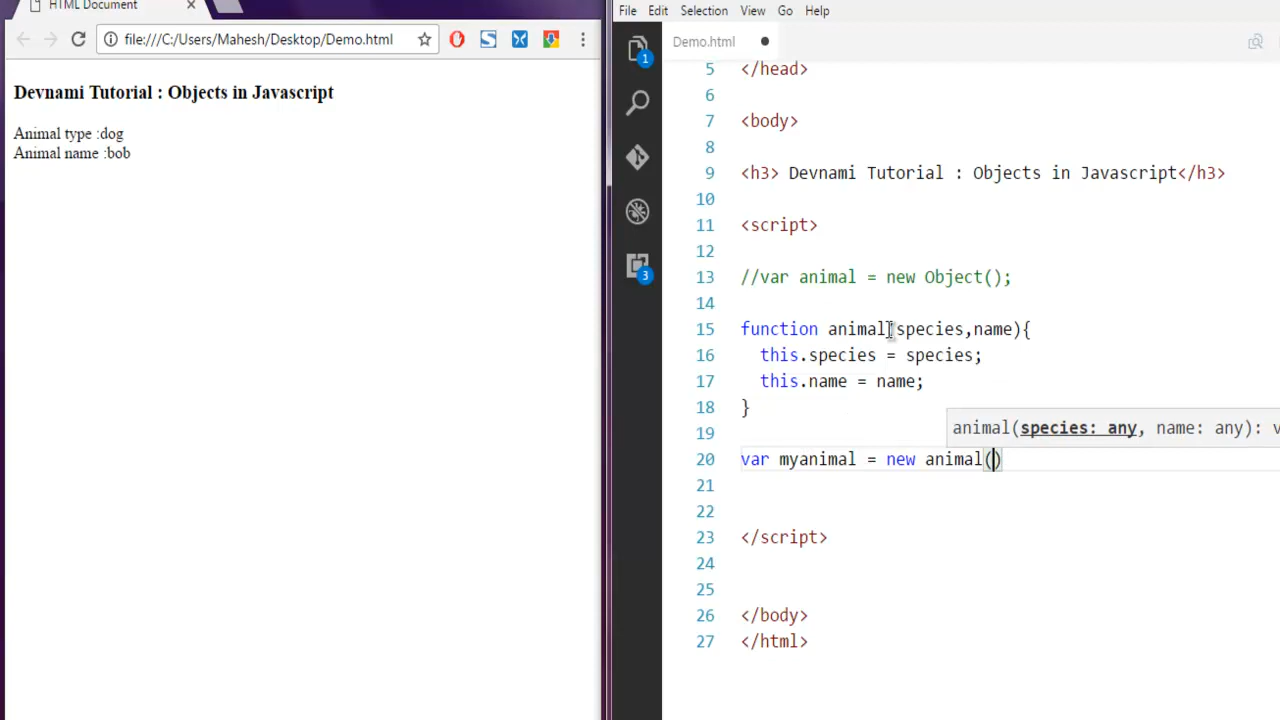 HTML Document
file:///C:/Users/Mahesh/Desktop/Demo.html
Devnami Tutorial : Objects in Javascript
Animal type :dog
Animal name :bob
File Edit Selection View Go Help
Demo.html
1
3
5 </head>
6
7 <body>
8
9 <h3> Devnami Tutorial : Objects in Javascript</h3>
10
11 <script>
12
13 //var animal = new Object();
14
15 function animal(species,name){
16 this.species = species;
17 this.name = name;
18 }
animal(species: any, name: any): v
19
20 var myanimal = new animal()
21
22
23 </script>
24
25
26 </body>
27 </html>